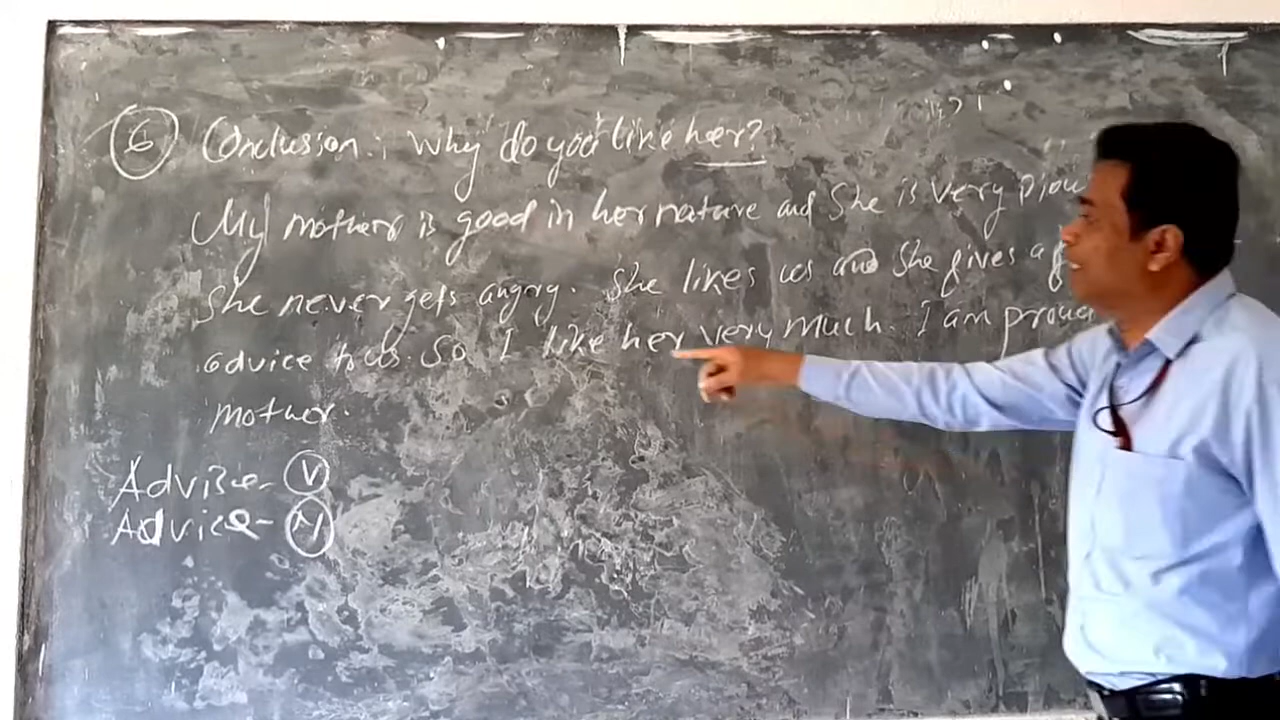 6 Conclusion: Why do you like her?
My mother is good in her nature and She is very piou
She never gets angry. She likes us and She gives a g
advice to us. So I like her very much. I am proud
mother.
Advise- V
Advice- N